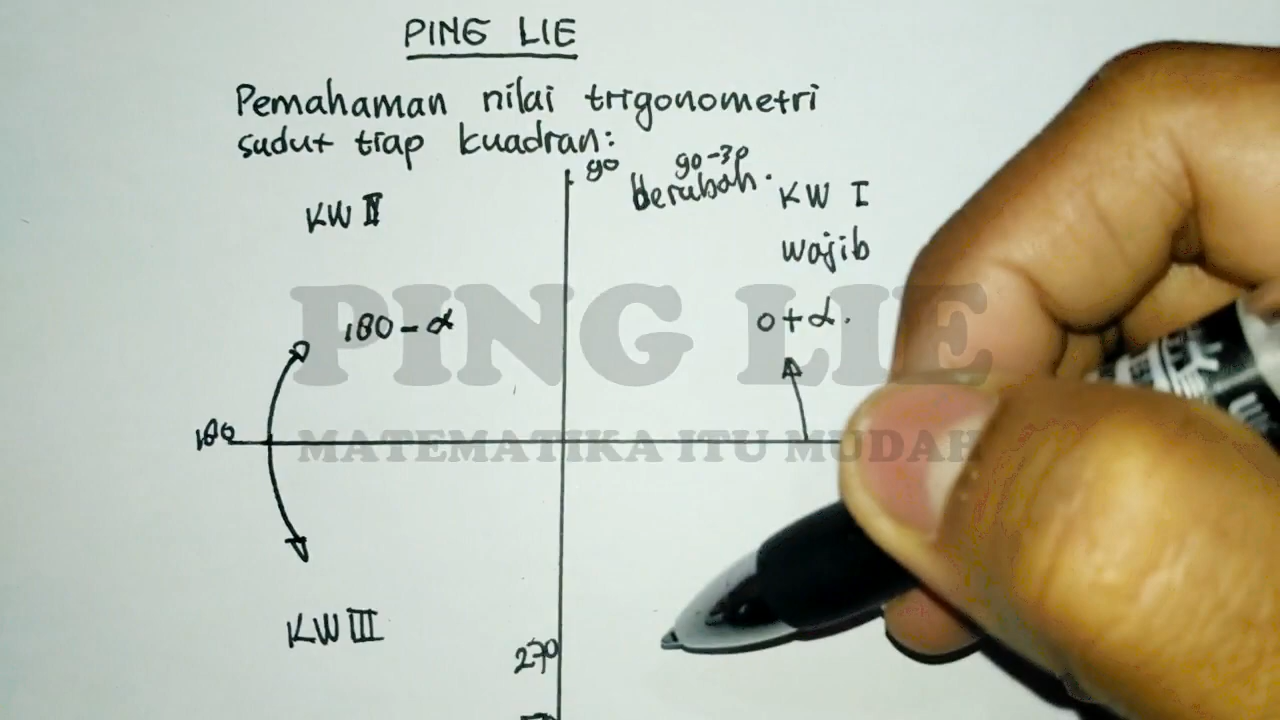 PING LIE
Pemahaman nilai trigonometri
sudut tiap kuadran:
90
90-30
berubah.
KW I
wajib
KW II
180-α
0+α.
PING LIE
180
MATEMATIKA ITU MUDAH
KW III
270